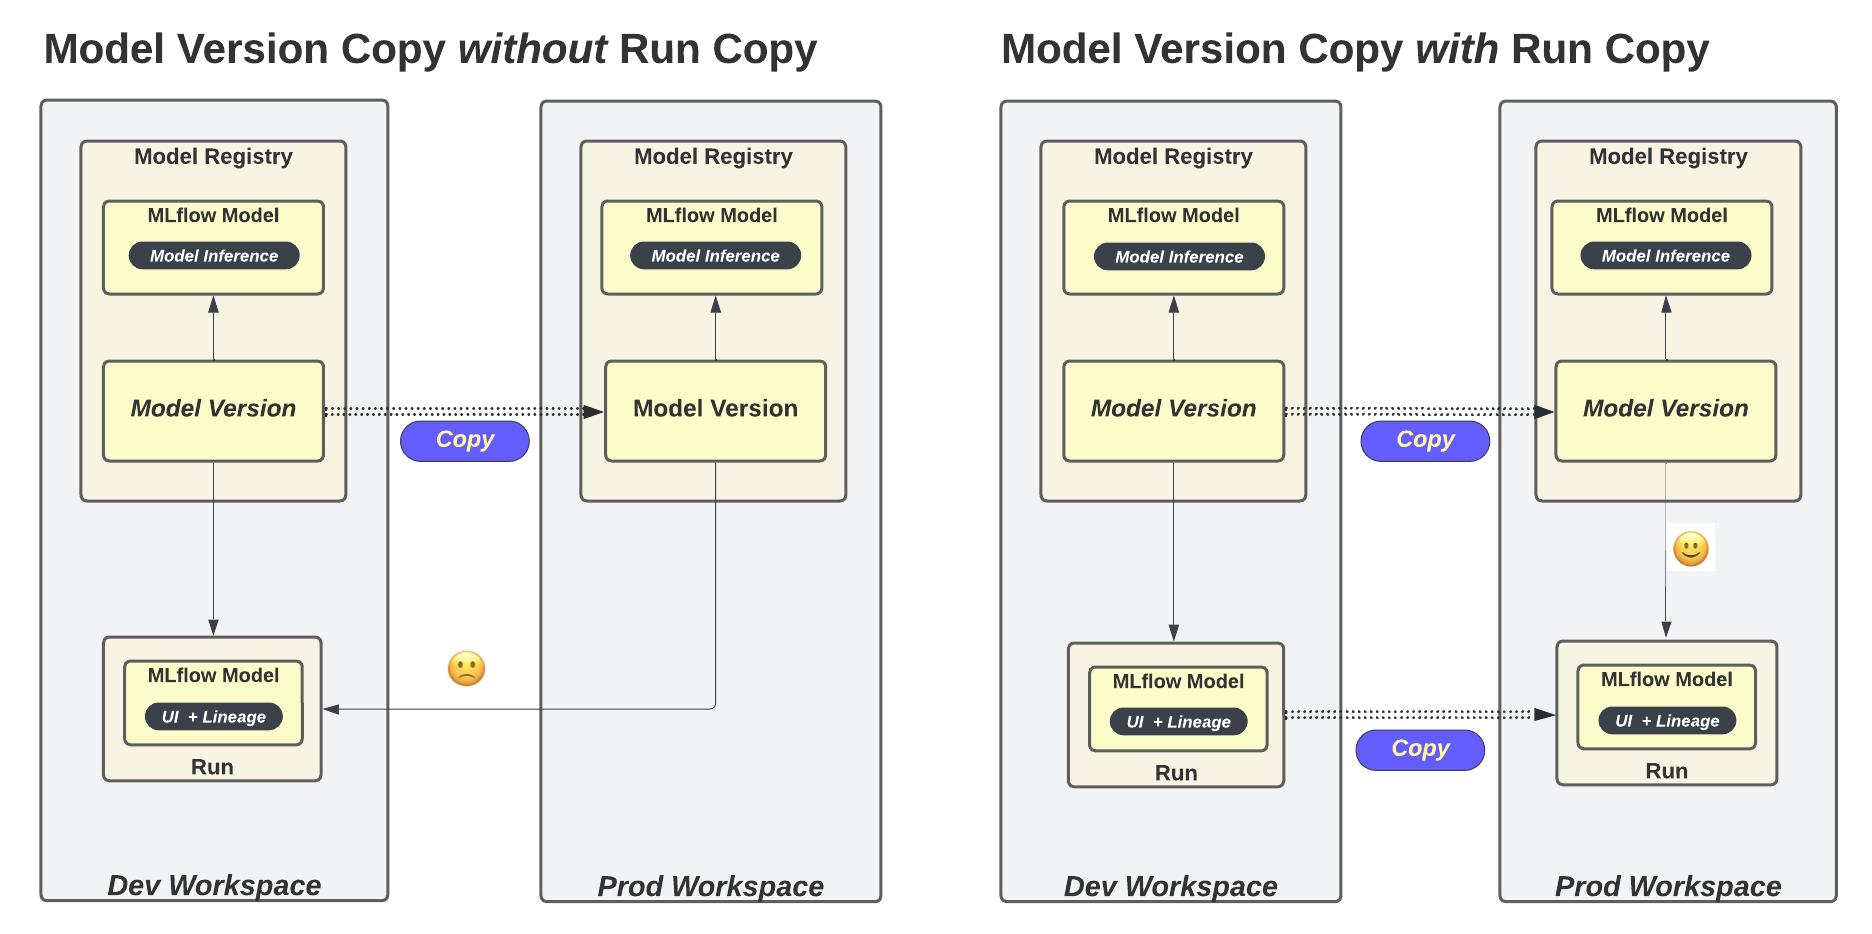 Model Version Copy without Run Copy
Model Registry
MLflow Model
Model Inference
Model Version
Copy
MLflow Model
UI + Lineage
Run
Dev Workspace
Model Registry
MLflow Model
Model Inference
Model Version
Prod Workspace
Model Version Copy with Run Copy
Model Registry
MLflow Model
Model Inference
Model Version
Copy
MLflow Model
UI + Lineage
Run
Copy
Dev Workspace
Model Registry
MLflow Model
Model Inference
Model Version
MLflow Model
UI + Lineage
Run
Prod Workspace